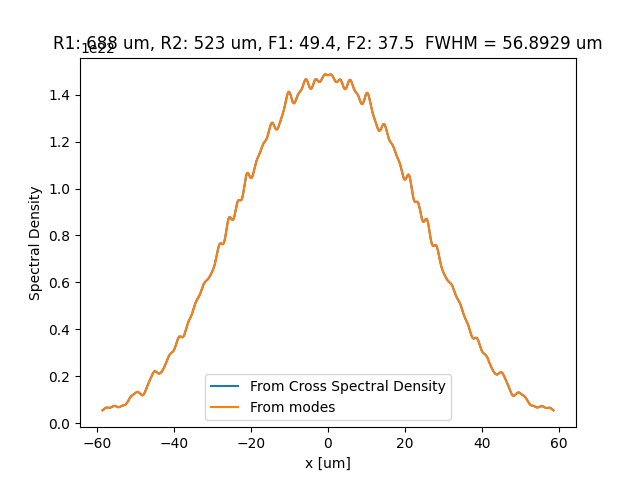 R1: 688 um, R2: 523 um, F1: 49.4, F2: 37.5  FWHM = 56.8929 um
1e22
1.4
1.2
1.0
0.8
0.6
0.4
0.2
0.0
Spectral Density
From Cross Spectral Density
From modes
−60 −40 −20 0 20 40 60
x [um]